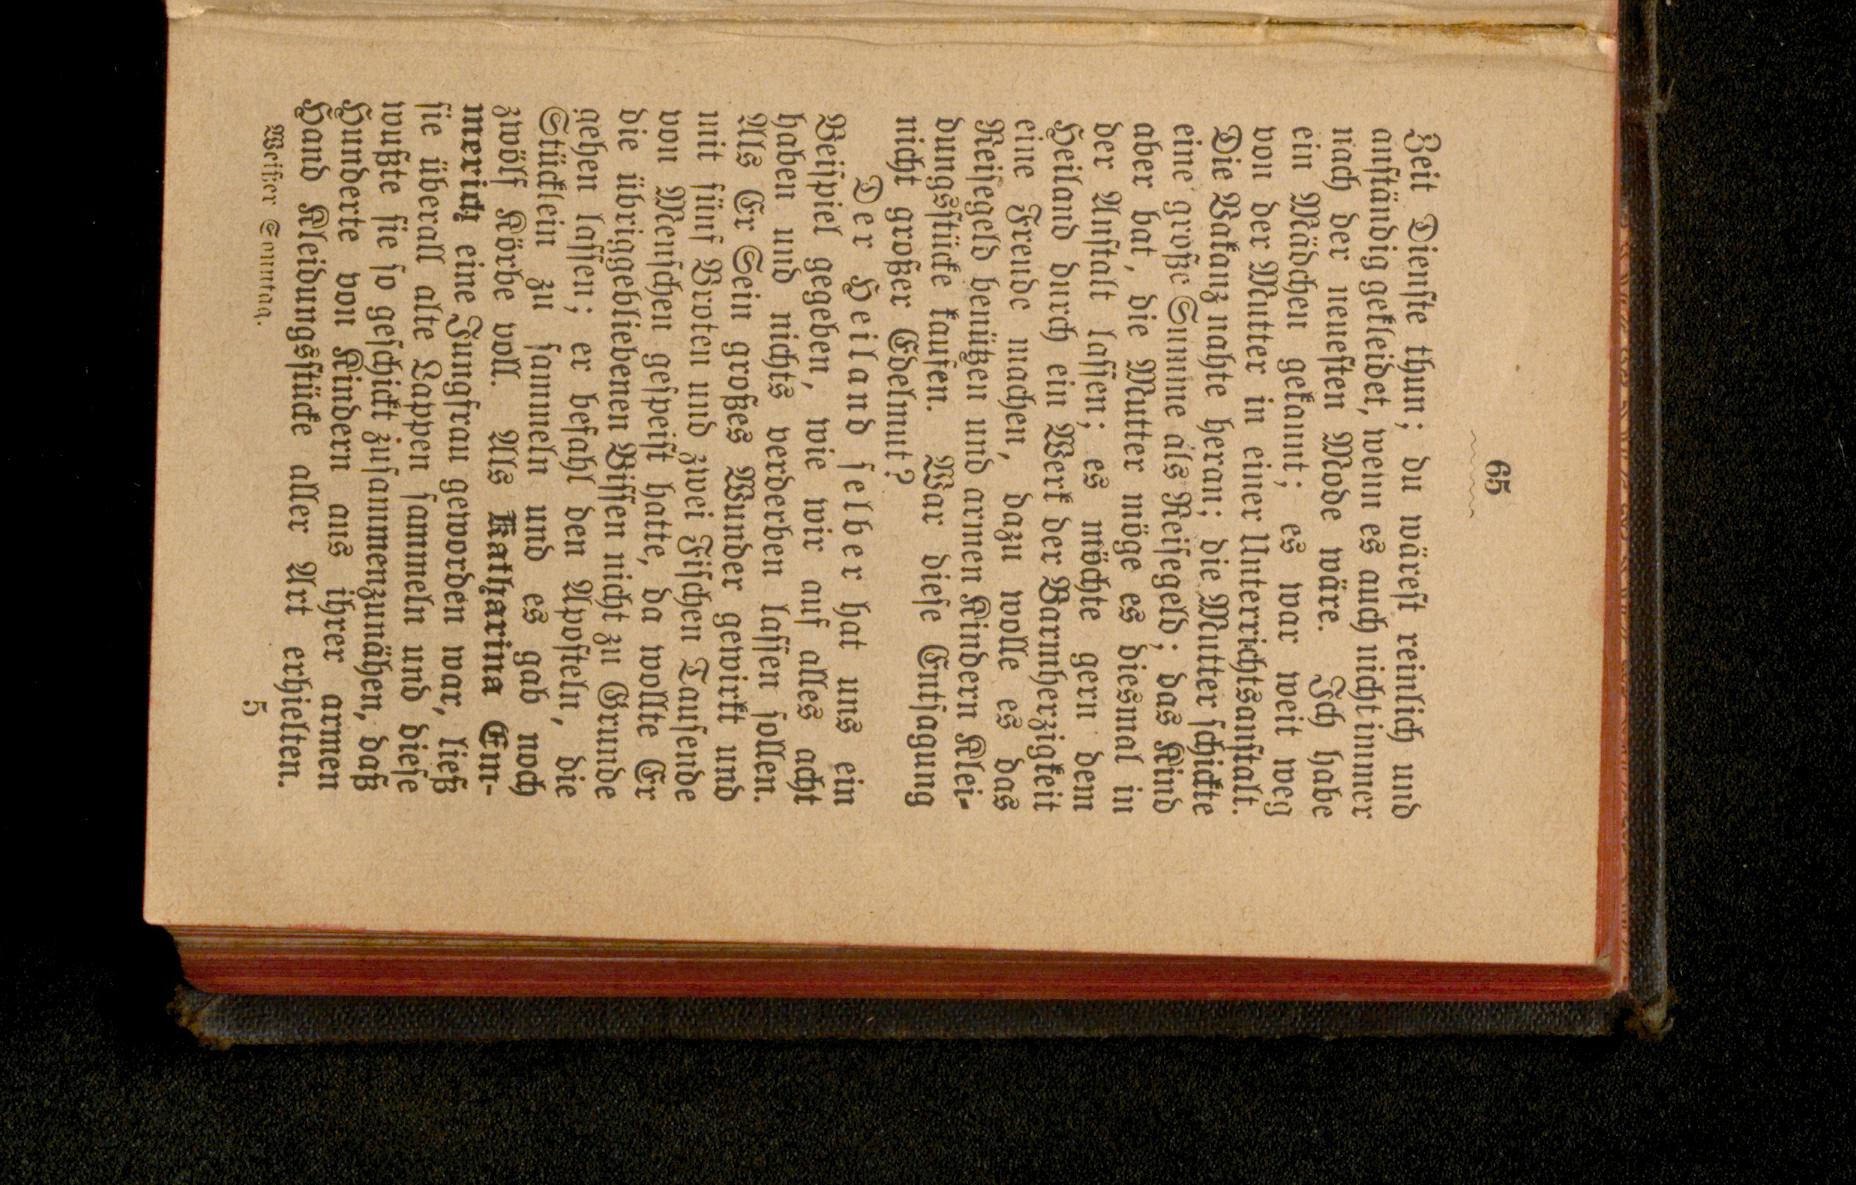 65
Zeit Dienste thun; du wärest reinlich und
anständig gekleidet, wenn es auch nicht immer
nach der neuesten Mode wäre. Ich habe
ein Mädchen gekannt; es war weit weg
von der Mutter in einer Unterrichtsanstalt.
Die Vakanz nahte heran; die Mutter schickte
eine große Summe als Reisegeld; das Kind
aber bat, die Mutter möge es diesmal in
der Anstalt lassen; es möchte gern dem
Heiland durch ein Werk der Barmherzigkeit
eine Freude machen, dazu wolle es das
Reisegeld benützen und armen Kindern Klei-
dungsstücke kaufen. War diese Entsagung
nicht großer Edelmut?
Der Heiland selber hat uns ein
Beispiel gegeben, wie wir auf alles acht
haben und nichts verderben lassen sollen.
Als Er Sein großes Wunder gewirkt und
mit fünf Broten und zwei Fischen Tausende
von Menschen gespeist hatte, da wollte Er
die übriggebliebenen Bissen nicht zu Grunde
gehen lassen; er befahl den Aposteln, die
Stücklein zu sammeln und es gab noch
zwölf Körbe voll. Als Katharina Em-
merich eine Jungfrau geworden war, ließ
sie überall alte Lappen sammeln und diese
wußte sie so geschickt zusammenzunähen, daß
Hunderte von Kindern aus ihrer armen
Hand Kleidungsstücke aller Art erhielten.
Weißer Sonntag. 5